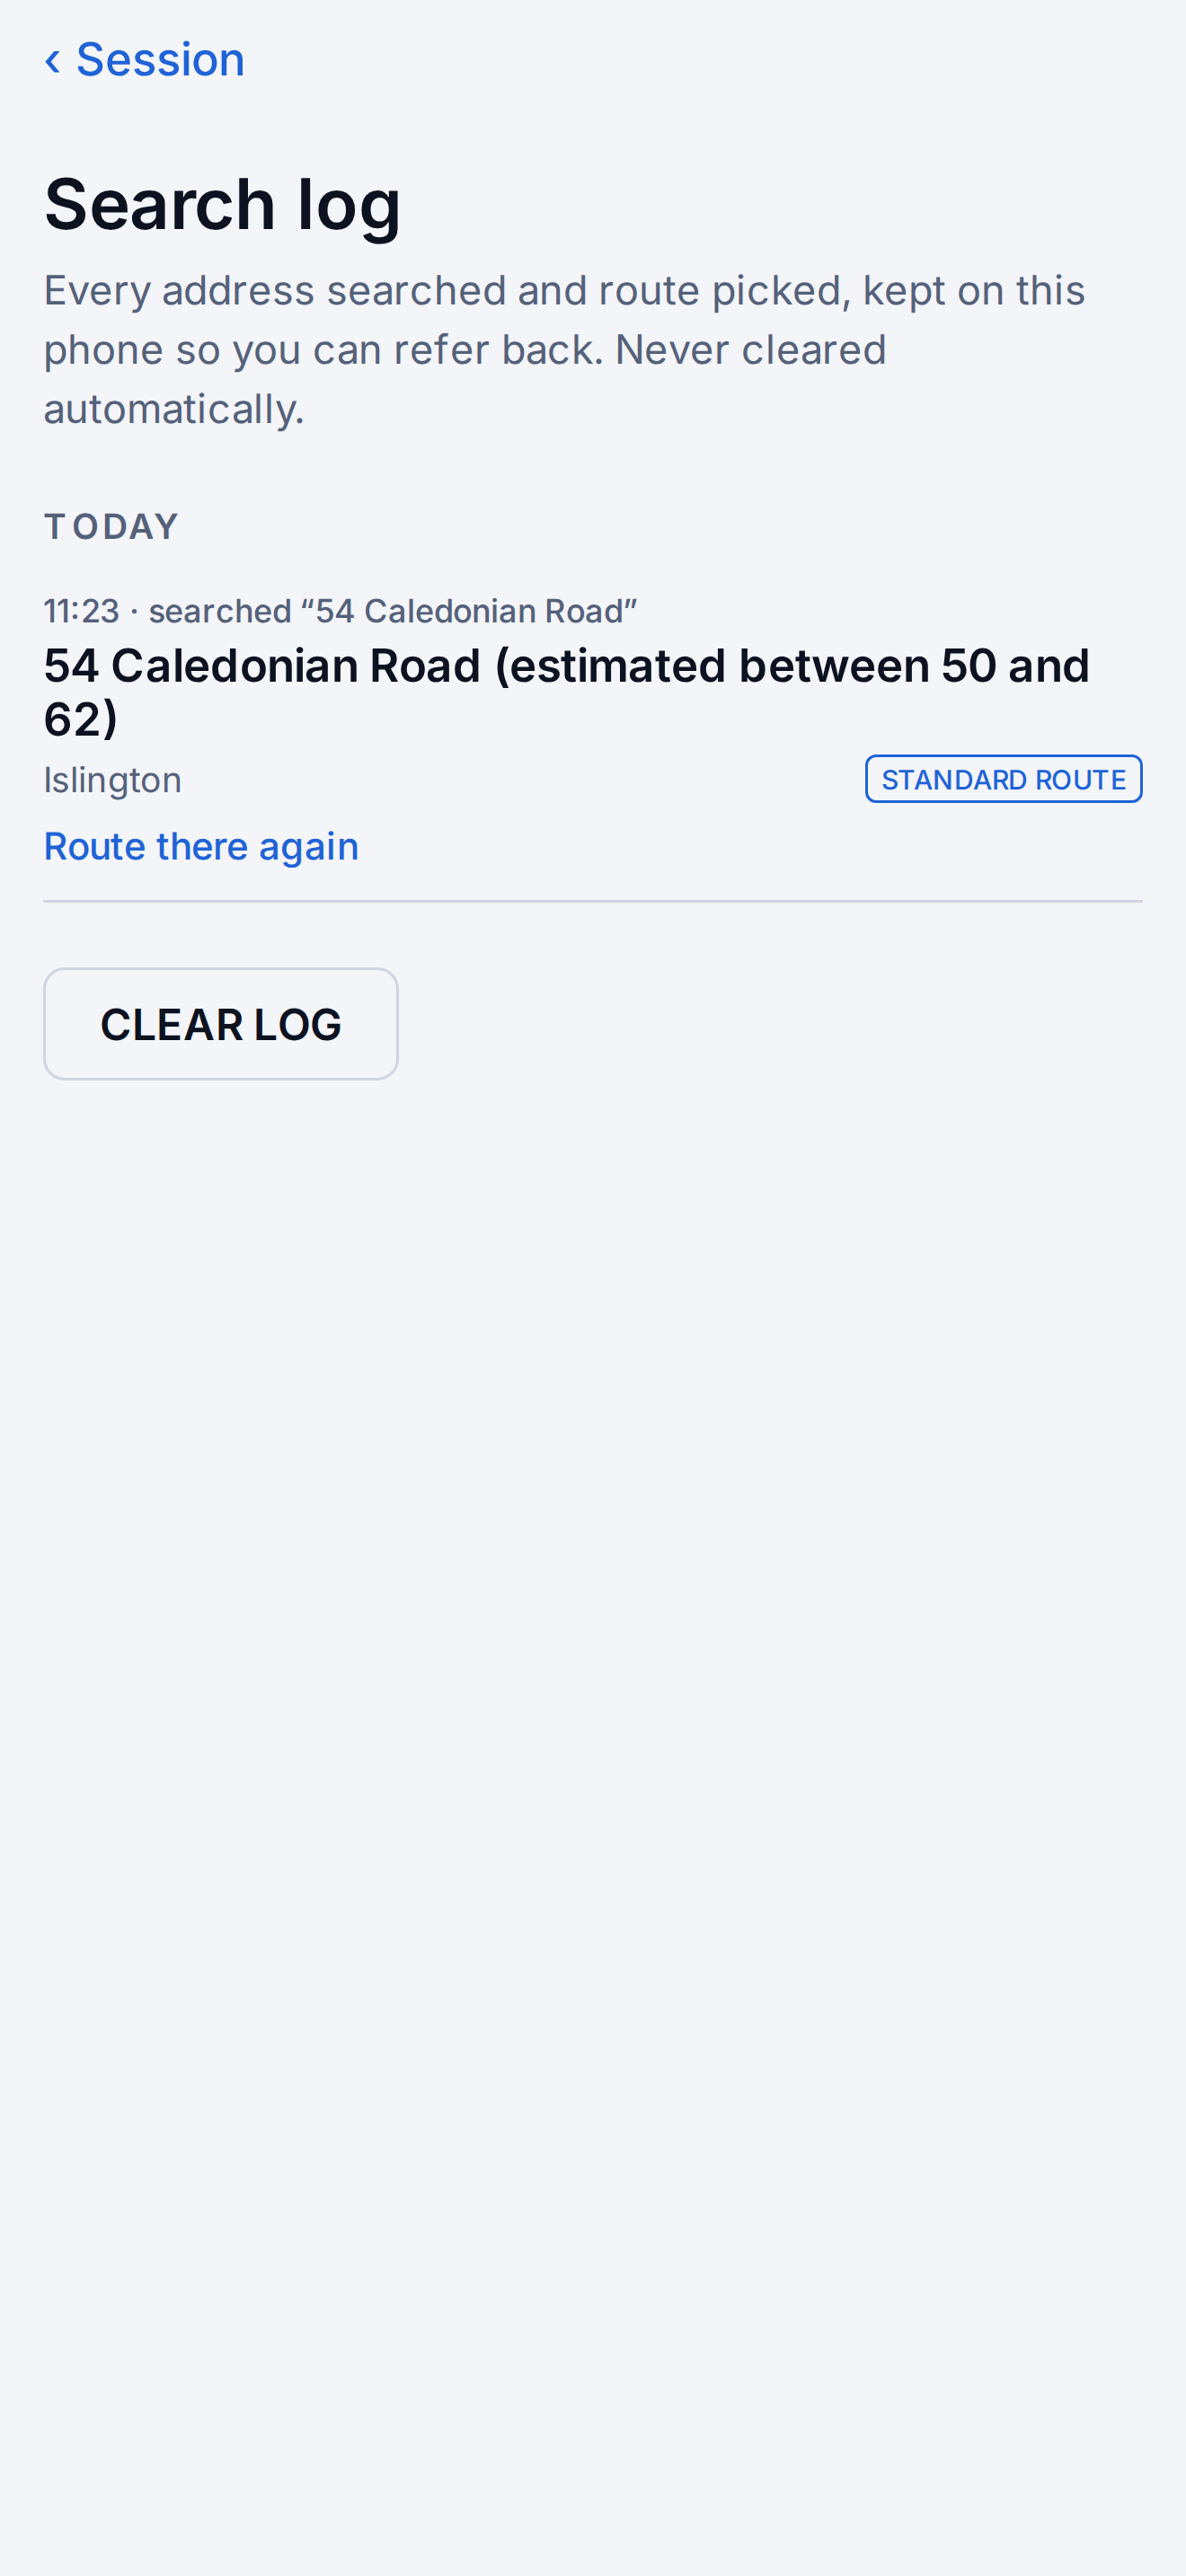 ‹ Session
Search log
Every address searched and route picked, kept on this
phone so you can refer back. Never cleared
automatically.
TODAY
11:23 · searched “54 Caledonian Road”
54 Caledonian Road (estimated between 50 and
62)
Islington
STANDARD ROUTE
Route there again
CLEAR LOG